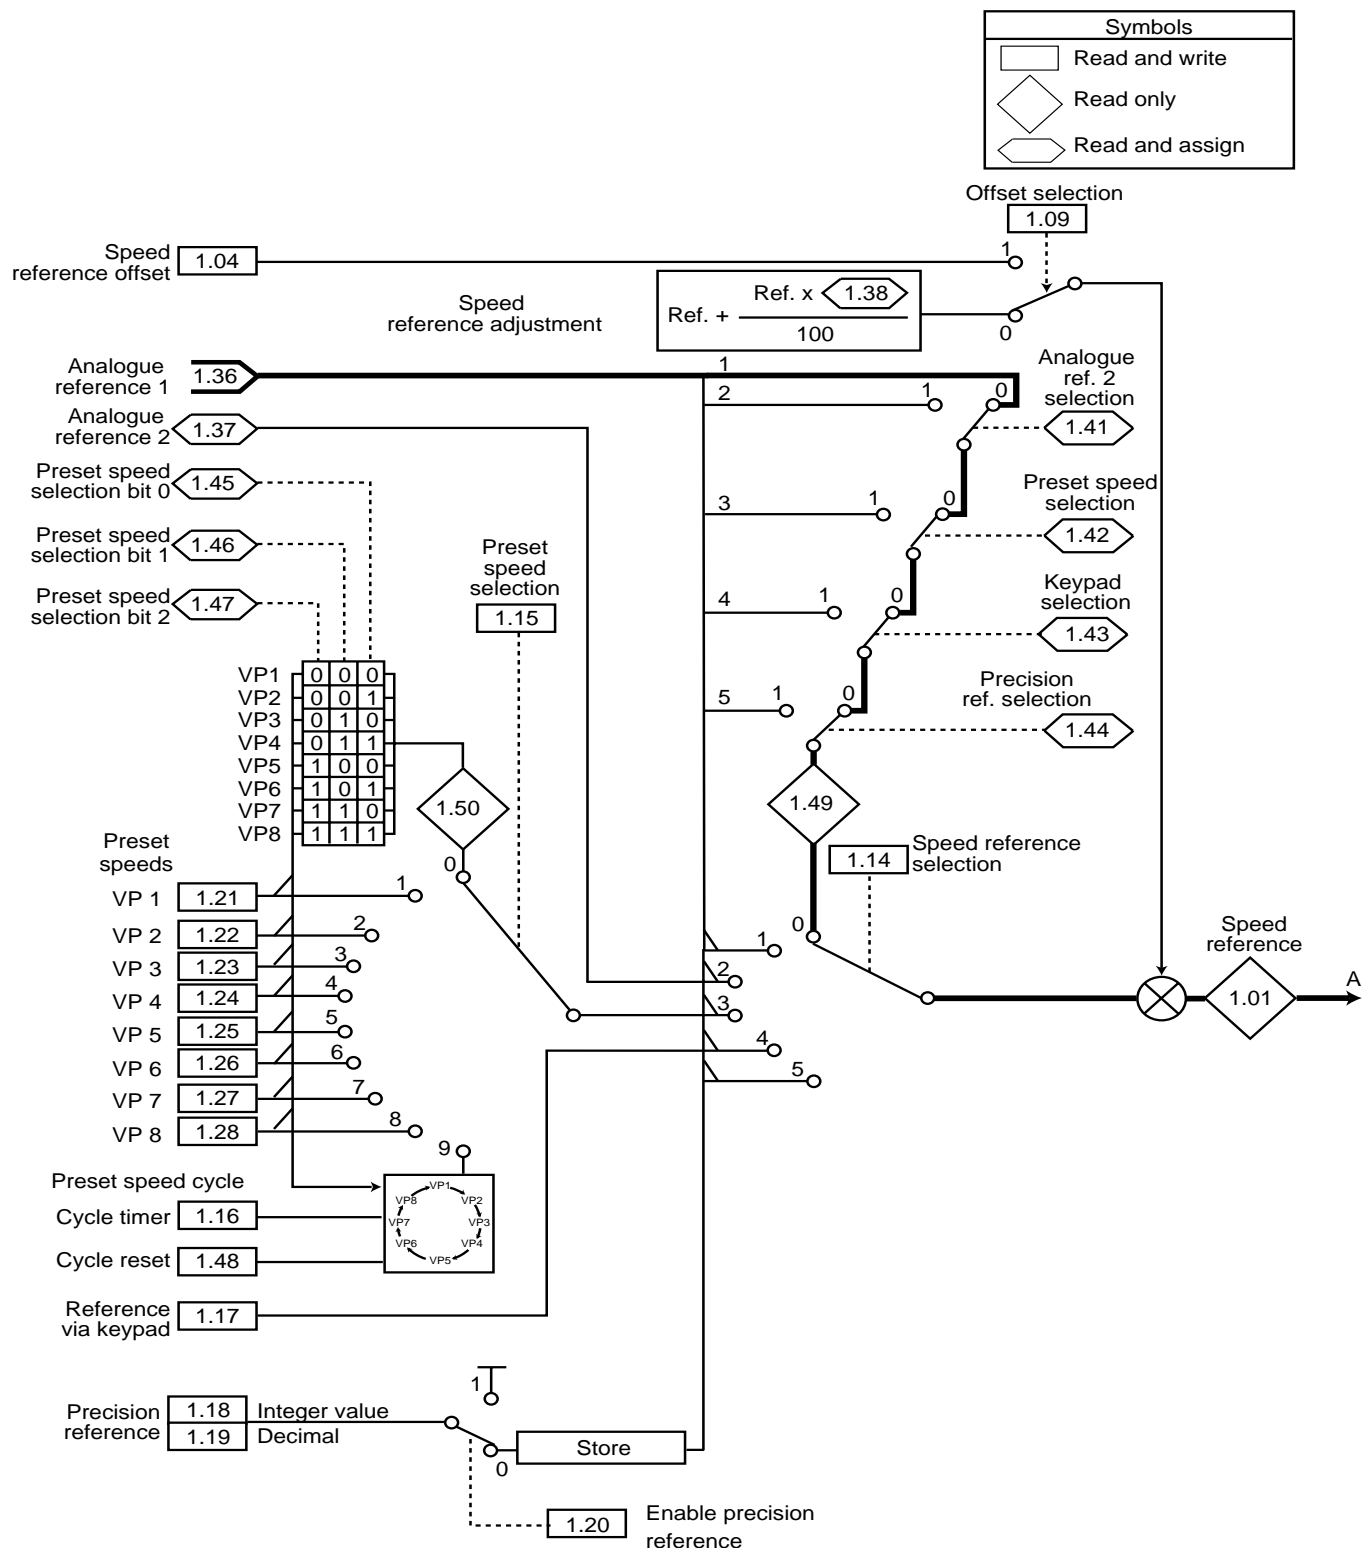 Symbols
Read and write
Read only
Read and assign
Offset selection
1.09
Speed
reference offset
1.04
1
Speed
reference adjustment
Ref. +
Ref. x
1.38
100
0
Analogue
reference 1
1.36
1
Analogue
ref. 2
selection
1.41
2
1
0
Analogue
reference 2
1.37
Preset speed
selection bit 0
1.45
Preset speed
selection
1.42
3
1
0
Preset speed
selection bit 1
1.46
Preset
speed
selection
1.15
Preset speed
selection bit 2
1.47
Keypad
selection
1.43
4
1
0
VP1 0 0 0
VP2 0 0 1
VP3 0 1 0
VP4 0 1 1
VP5 1 0 0
VP6 1 0 1
VP7 1 1 0
VP8 1 1 1
Precision
ref. selection
1.44
5
1
0
1.50
0
1.49
Speed reference
selection
1.14
0
Preset
speeds
VP 1 1.21 1
VP 2 1.22 2
VP 3 1.23 3
VP 4 1.24 4
VP 5 1.25 5
VP 6 1.26 6
VP 7 1.27 7
VP 8 1.28 8
1
2
3
4
5
Speed
reference
1.01
A
9
Preset speed cycle
Cycle timer
1.16
Cycle reset
1.48
VP1
VP2
VP3
VP4
VP5
VP6
VP7
VP8
Reference
via keypad
1.17
1
Precision
reference
1.18 Integer value
1.19 Decimal
0
Store
1.20
Enable precision
reference